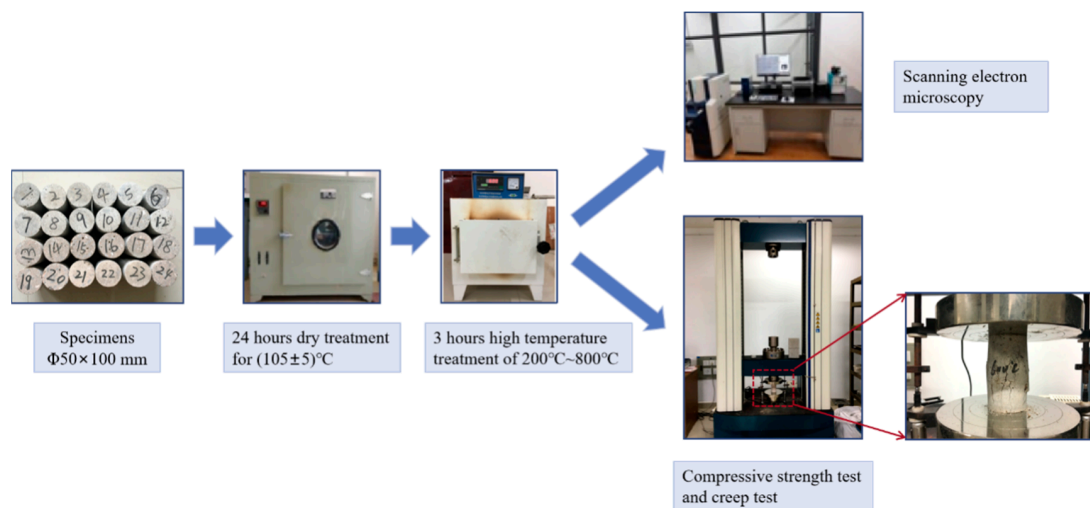 Scanning electron
microscopy
1 2 3 4 5 6
7 8 9 10 11 12
14 15 16 17 18
19 20 21 22 23 24
Specimens
Φ50×100 mm
24 hours dry treatment
for (105±5)℃
3 hours high temperature
treatment of 200℃~800℃
600℃
Compressive strength test
and creep test